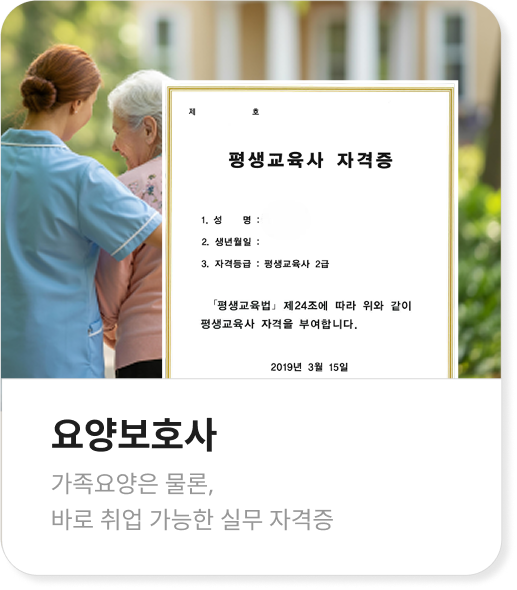 제 호
평생교육사 자격증
1. 성 명 :
2. 생년월일 :
3. 자격등급 : 평생교육사 2급
「평생교육법」제24조에 따라 위와 같이
평생교육사 자격을 부여합니다.
2019년 3월 15일
요양보호사
가족요양은 물론,
바로 취업 가능한 실무 자격증